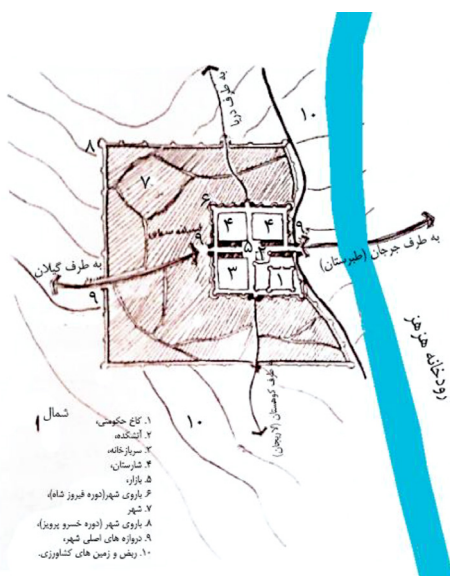 به طرف دریا
۱۰
۸
۷
۶
۴
۴
۹
۹
۵
۲
به طرف جرجان (طبرستان)
به طرف گیلان
۳
۱
۹
رودخانه هزهز
طرف کوهستان (لاریجان)
۱۰
شمال
۱. کاخ حکومتی،
۲. آتشکده،
۳. سربازخانه،
۴. شارستان،
۵. بازار،
۶. باروی شهر(دوره فیروز شاه)،
۷. شهر
۸. باروی شهر (دوره خسرو پرویز)،
۹. دروازه های اصلی شهر،
۱۰. ربض و زمین های کشاورزی.